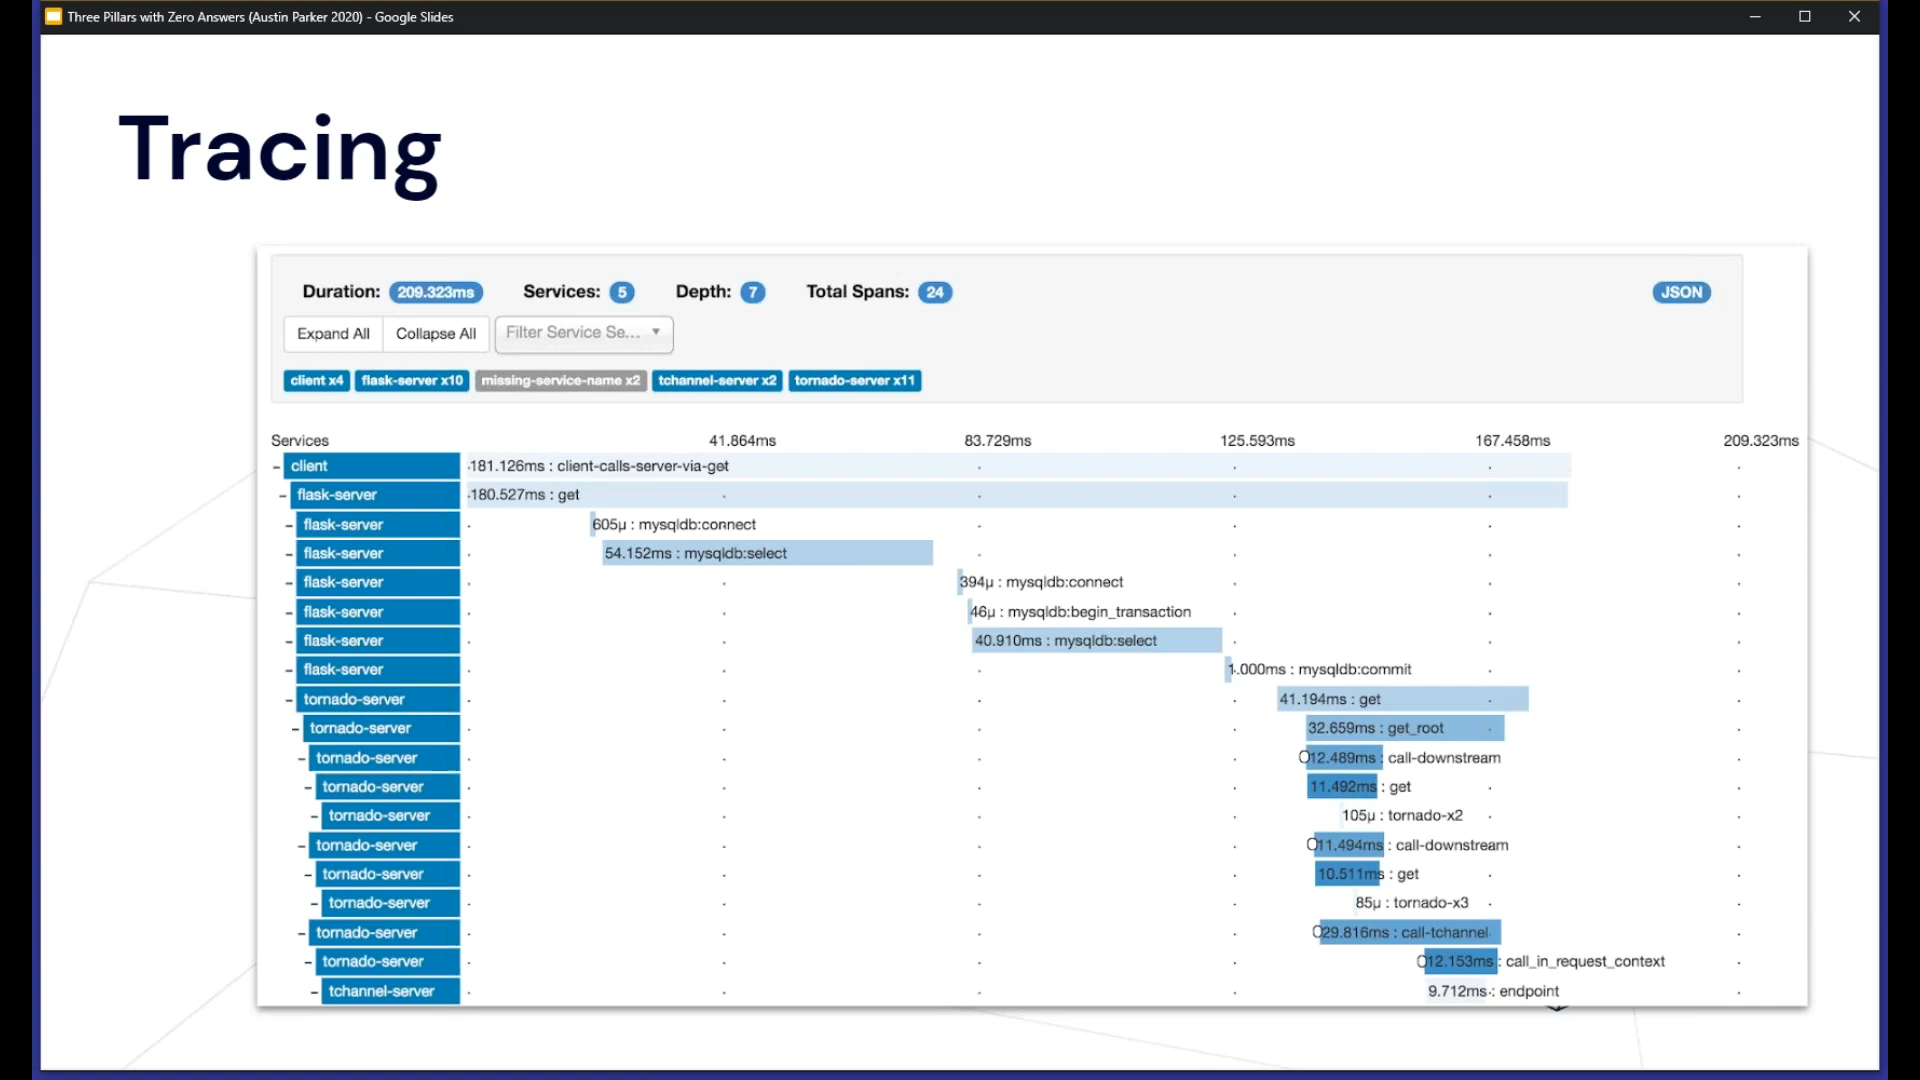 Three Pillars with Zero Answers (Austin Parker 2020) - Google Slides
Tracing
Duration: 209.323ms Services: 5 Depth: 7 Total Spans: 24 JSON
Expand All Collapse All Filter Service Se...
client x4 flask-server x10 missing-service-name x2 tchannel-server x2 tornado-server x11
Services 41.864ms 83.729ms 125.593ms 167.458ms 209.323ms
- client 181.126ms : client-calls-server-via-get
- flask-server 180.527ms : get
- flask-server 605μ : mysqldb:connect
- flask-server 54.152ms : mysqldb:select
- flask-server 394μ : mysqldb:connect
- flask-server 46μ : mysqldb:begin_transaction
- flask-server 40.910ms : mysqldb:select
- flask-server 1.000ms : mysqldb:commit
- tornado-server 41.194ms : get
- tornado-server 32.659ms : get_root
- tornado-server 12.489ms : call-downstream
- tornado-server 11.492ms : get
- tornado-server 105μ : tornado-x2
- tornado-server 11.494ms : call-downstream
- tornado-server 10.511ms : get
- tornado-server 85μ : tornado-x3
- tornado-server 29.816ms : call-tchannel
- tornado-server 12.153ms : call_in_request_context
- tchannel-server 9.712ms : endpoint